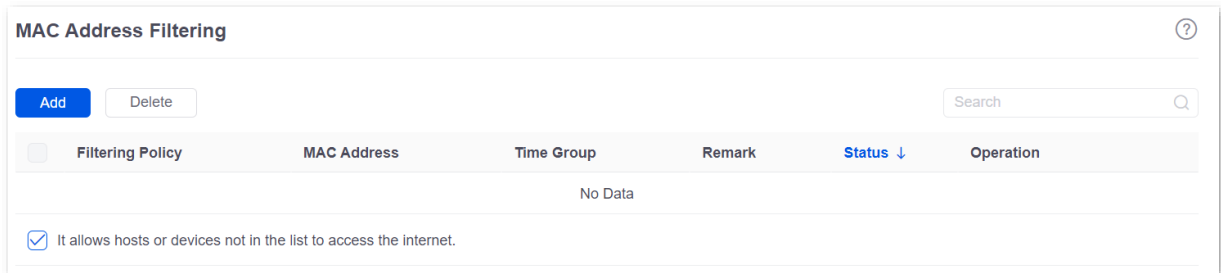 MAC Address Filtering
Add Delete Search
Filtering Policy MAC Address Time Group Remark Status ↓ Operation
No Data
It allows hosts or devices not in the list to access the internet.